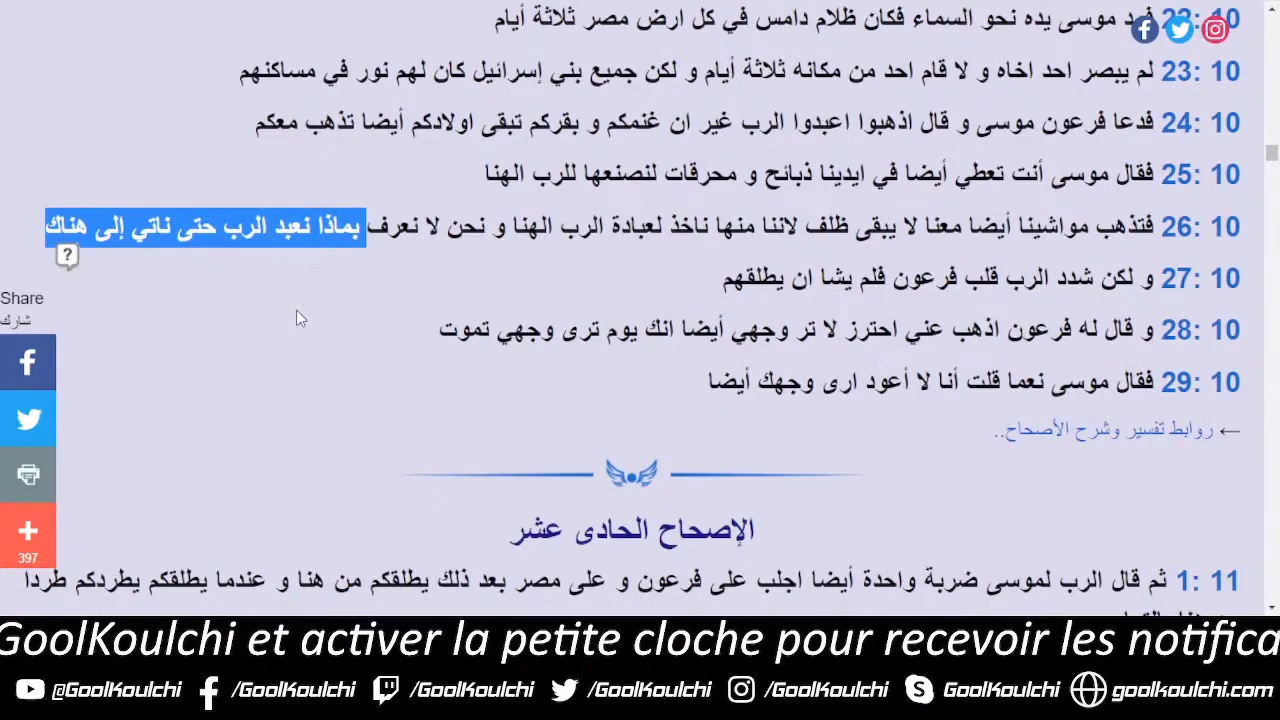 22: 10 موسى يده نحو السماء فكان ظلام دامس في كل ارض مصر ثلاثة أيام
23: 10 لم يبصر احد اخاه و لا قام احد من مكانه ثلاثة أيام و لكن جميع بني إسرائيل كان لهم نور في مساكنهم
24: 10 فدعا فرعون موسى و قال اذهبوا اعبدوا الرب غير ان غنمكم و بقركم تبقى اولادكم أيضا تذهب معكم
25: 10 فقال موسى أنت تعطي أيضا في ايدينا ذبائح و محرقات لنصنعها للرب الهنا
26: 10 فتذهب مواشينا أيضا معنا لا يبقى ظلف لاننا منها ناخذ لعبادة الرب الهنا و نحن لا نعرف بماذا نعبد الرب حتى ناتي إلى هناك
?
27: 10 و لكن شدد الرب قلب فرعون فلم يشا ان يطلقهم
Share
شارك
28: 10 و قال له فرعون اذهب عني احترز لا تر وجهي أيضا انك يوم ترى وجهي تموت
29: 10 فقال موسى نعما قلت أنا لا أعود ارى وجهك أيضا
← روابط تفسير وشرح الأصحاح..
397
الإصحاح الحادى عشر
1: 11 ثم قال الرب لموسى ضربة واحدة أيضا اجلب على فرعون و على مصر بعد ذلك يطلقكم من هنا و عندما يطلقكم يطردكم طردا
GoolKoulchi et activer la petite cloche pour recevoir les notifica
@GoolKoulchi /GoolKoulchi /GoolKoulchi /GoolKoulchi /GoolKoulchi GoolKoulchi goolkoulchi.com